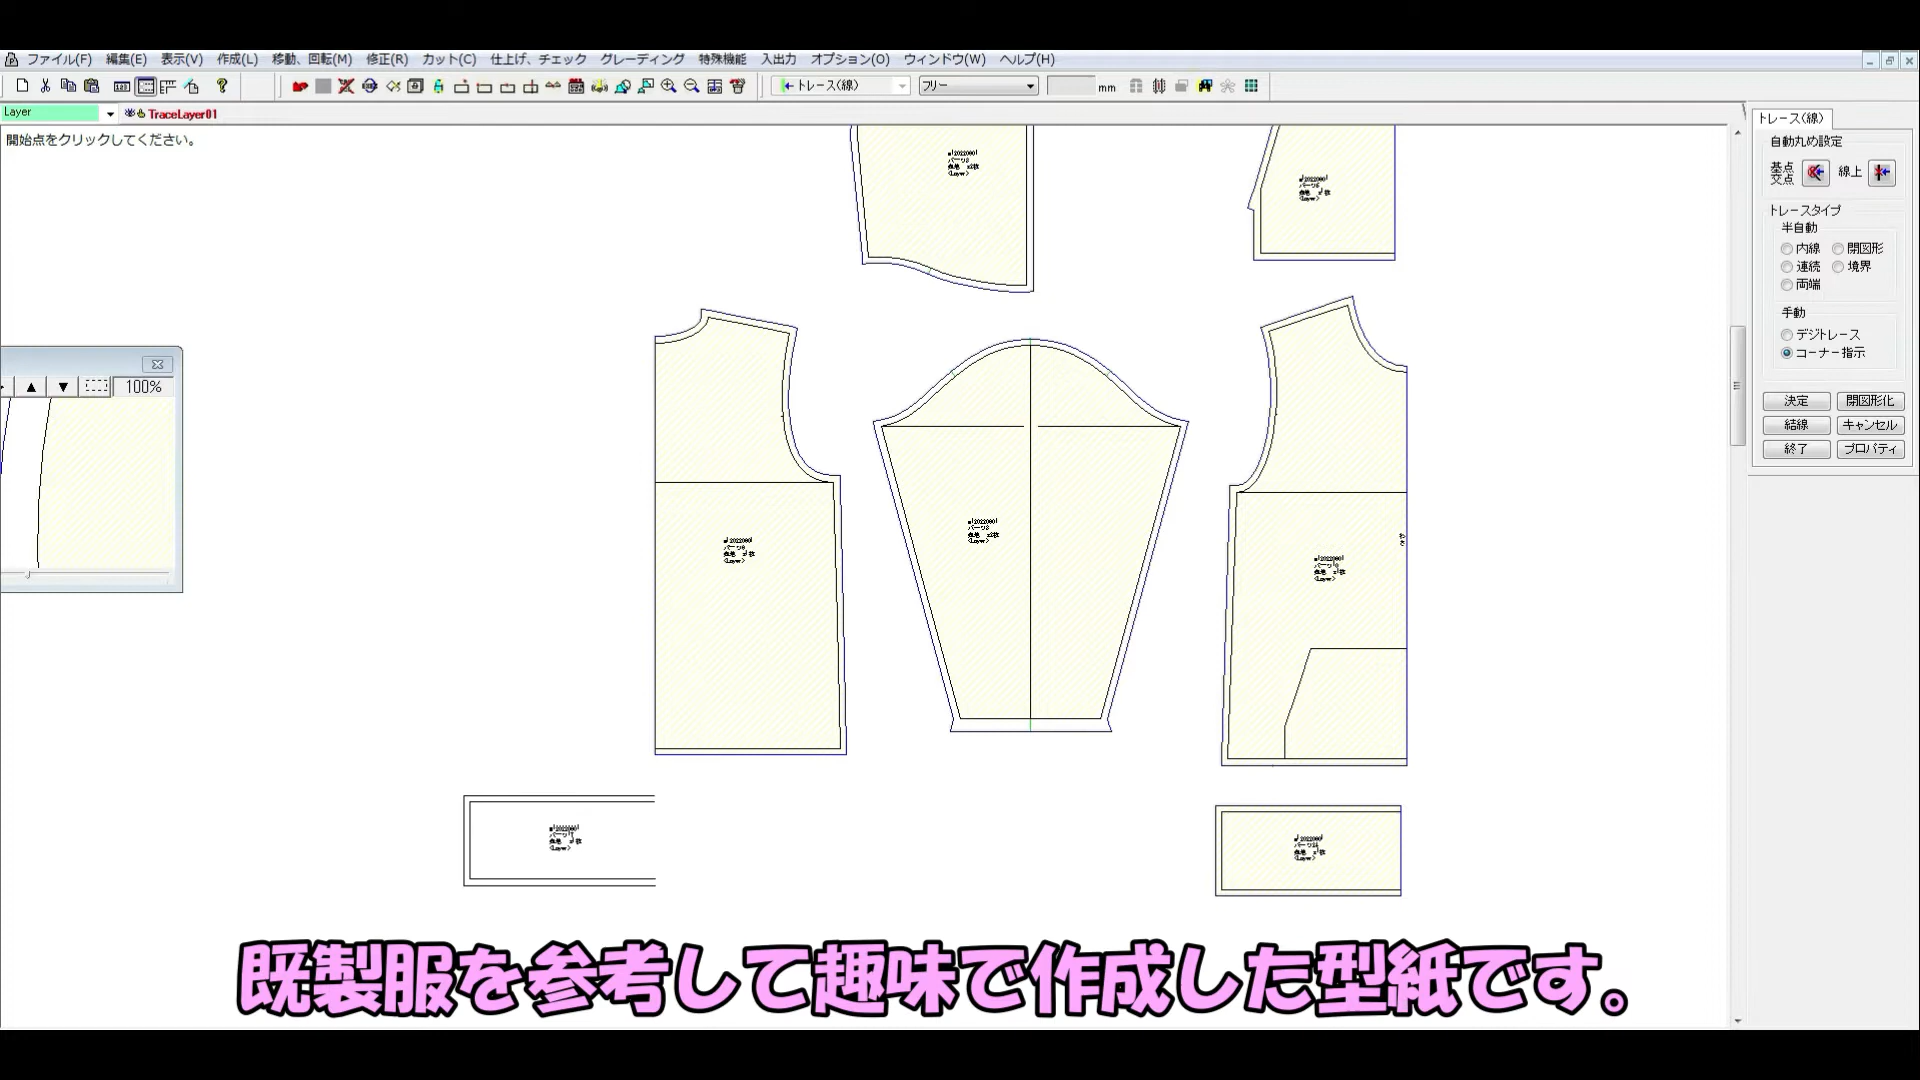 ファイル(F) 編集(E) 表示(V) 作成(L) 移動、回転(M) 修正(R) カット(C) 仕上げ、チェック グレーディング 特殊機能 入出力 オプション(O) ウィンドウ(W) ヘルプ(H)
トレース(線) フリー mm
Layer TraceLayer01
開始点をクリックしてください。
トレース(線)
自動丸め設定
基点
交点 線上
トレースタイプ
半自動
内線 閉図形
連続 境界
両端
手動
デジトレース
コーナー指示
決定 閉図形化
結線 キャンセル
終了 プロパティ
100%
<Layer>
<Layer>
<Layer>
<Layer>
<Layer>
<Layer>
<Layer>
既製服を参考して趣味で作成した型紙です。